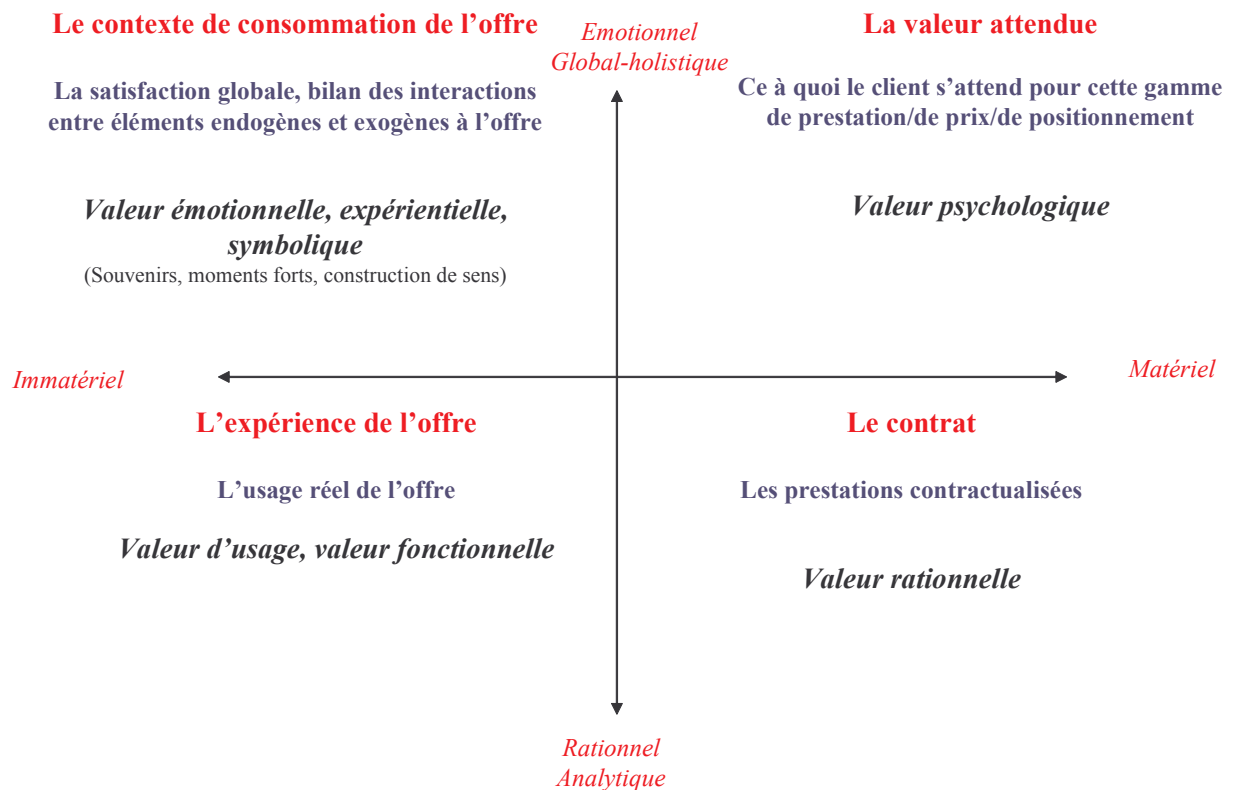 Le contexte de consommation de l’offre
Emotionnel
Global-holistique
La valeur attendue
La satisfaction globale, bilan des interactions
entre éléments endogènes et exogènes à l’offre
Ce à quoi le client s’attend pour cette gamme
de prestation/de prix/de positionnement
Valeur émotionnelle, expérientielle,
symbolique
(Souvenirs, moments forts, construction de sens)
Valeur psychologique
Immatériel
Matériel
L’expérience de l’offre
Le contrat
L’usage réel de l’offre
Les prestations contractualisées
Valeur d’usage, valeur fonctionnelle
Valeur rationnelle
Rationnel
Analytique